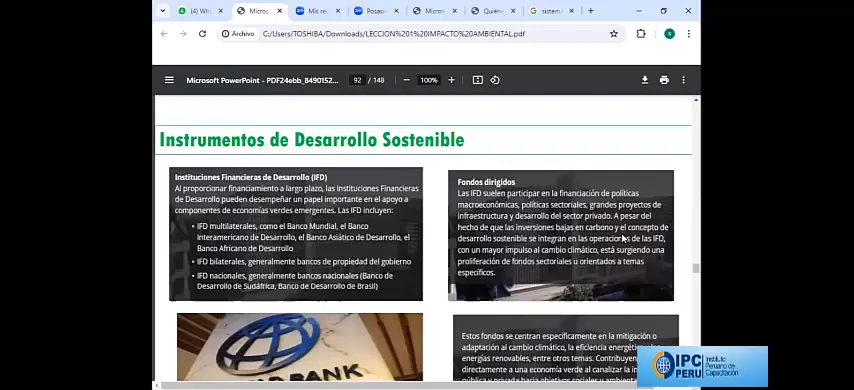 (4) Wh
Micros
Mis re
Posasi
Micros
Quién
sistem
Archivo
C:/Users/TOSHIBA/Downloads/LECCION%201%20IMPACTO%20AMBIENTAL.pdf
Microsoft PowerPoint - PDF24ebb_8490152...
92 / 148
100%
Instrumentos de Desarrollo Sostenible
Instituciones Financieras de Desarrollo (IFD)
Al proporcionar financiamiento a largo plazo, las Instituciones Financieras
de Desarrollo pueden desempeñar un papel importante en el apoyo a
componentes de economías verdes emergentes. Las IFD incluyen:
• IFD multilaterales, como el Banco Mundial, el Banco
Interamericano de Desarrollo, el Banco Asiático de Desarrollo, el
Banco Africano de Desarrollo
• IFD bilaterales, generalmente bancos de propiedad del gobierno
• IFD nacionales, generalmente bancos nacionales (Banco de
Desarrollo de Sudáfrica, Banco de Desarrollo de Brasil)
Fondos dirigidos
Las IFD suelen participar en la financiación de políticas
macroeconómicas, políticas sectoriales, grandes proyectos de
infraestructura y desarrollo del sector privado. A pesar del
hecho de que las inversiones bajas en carbono y el concepto de
desarrollo sostenible se integran en las operaciones de las IFD,
con un mayor impulso al cambio climático, está surgiendo una
proliferación de fondos sectoriales u orientados a temas
específicos.
BANK
Estos fondos se centran específicamente en la mitigación o
adaptación al cambio climático, la eficiencia energét
energías renovables, entre otros temas. Contribuyen
directamente a una economía verde al canalizar la in
IPC
PERU
Instituto
Peruano de
Capacitación